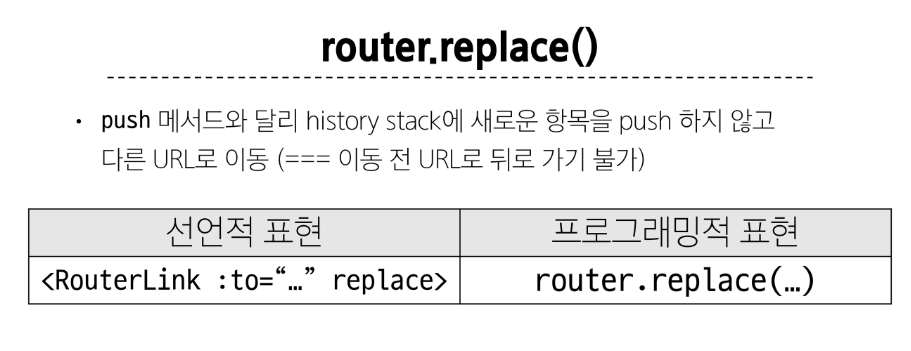 router.replace()
• push 메서드와 달리 history stack에 새로운 항목을 push 하지 않고
다른 URL로 이동 (=== 이동 전 URL로 뒤로 가기 불가)
선언적 표현 프로그래밍적 표현
<RouterLink :to=“…” replace> router.replace(…)